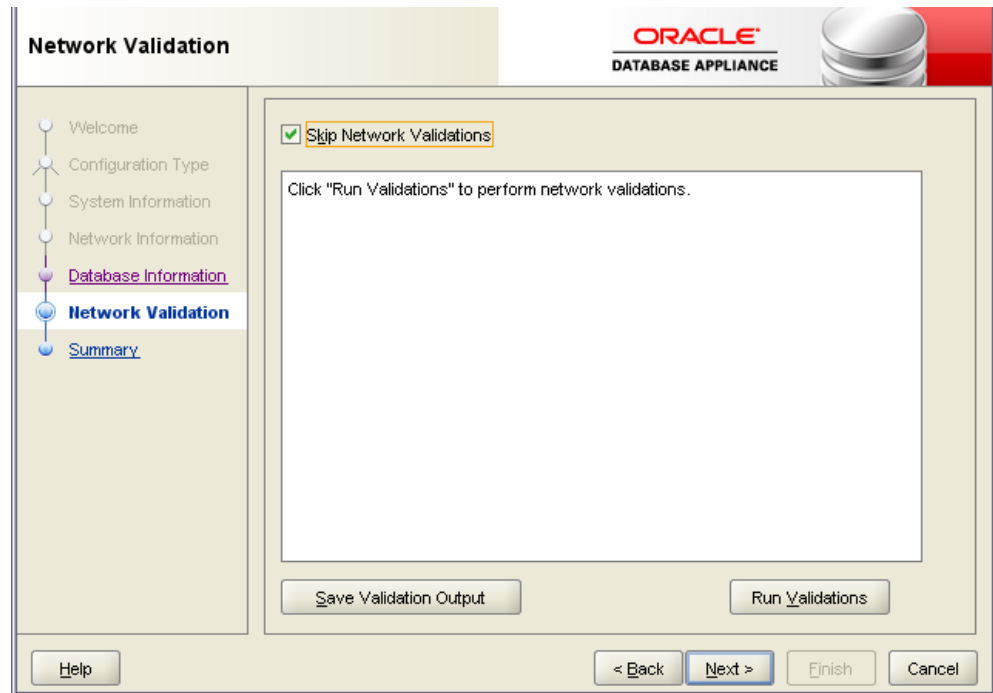 Network Validation
ORACLE
DATABASE APPLIANCE
Welcome
Configuration Type
System Information
Network Information
Database Information
Network Validation
Summary
Skip Network Validations
Click "Run Validations" to perform network validations.
Save Validation Output
Run Validations
Help
< Back
Next >
Finish
Cancel